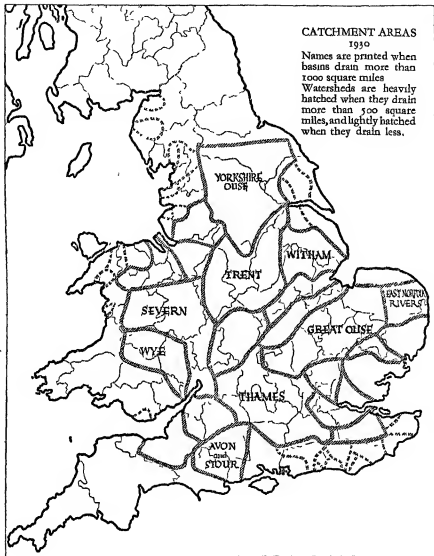 CATCHMENT AREAS
1930
Names are printed when
basins drain more than
1000 square miles
Watersheds are heavily
hatched when they drain
more than 500 square
miles, and lightly hatched
when they drain less.
YORKSHIRE
OUSE
TRENT
WITHAM
EAST NORFOLK
RIVERS
SEVERN
GREAT OUSE
WYE
THAMES
AVON
and
STOUR